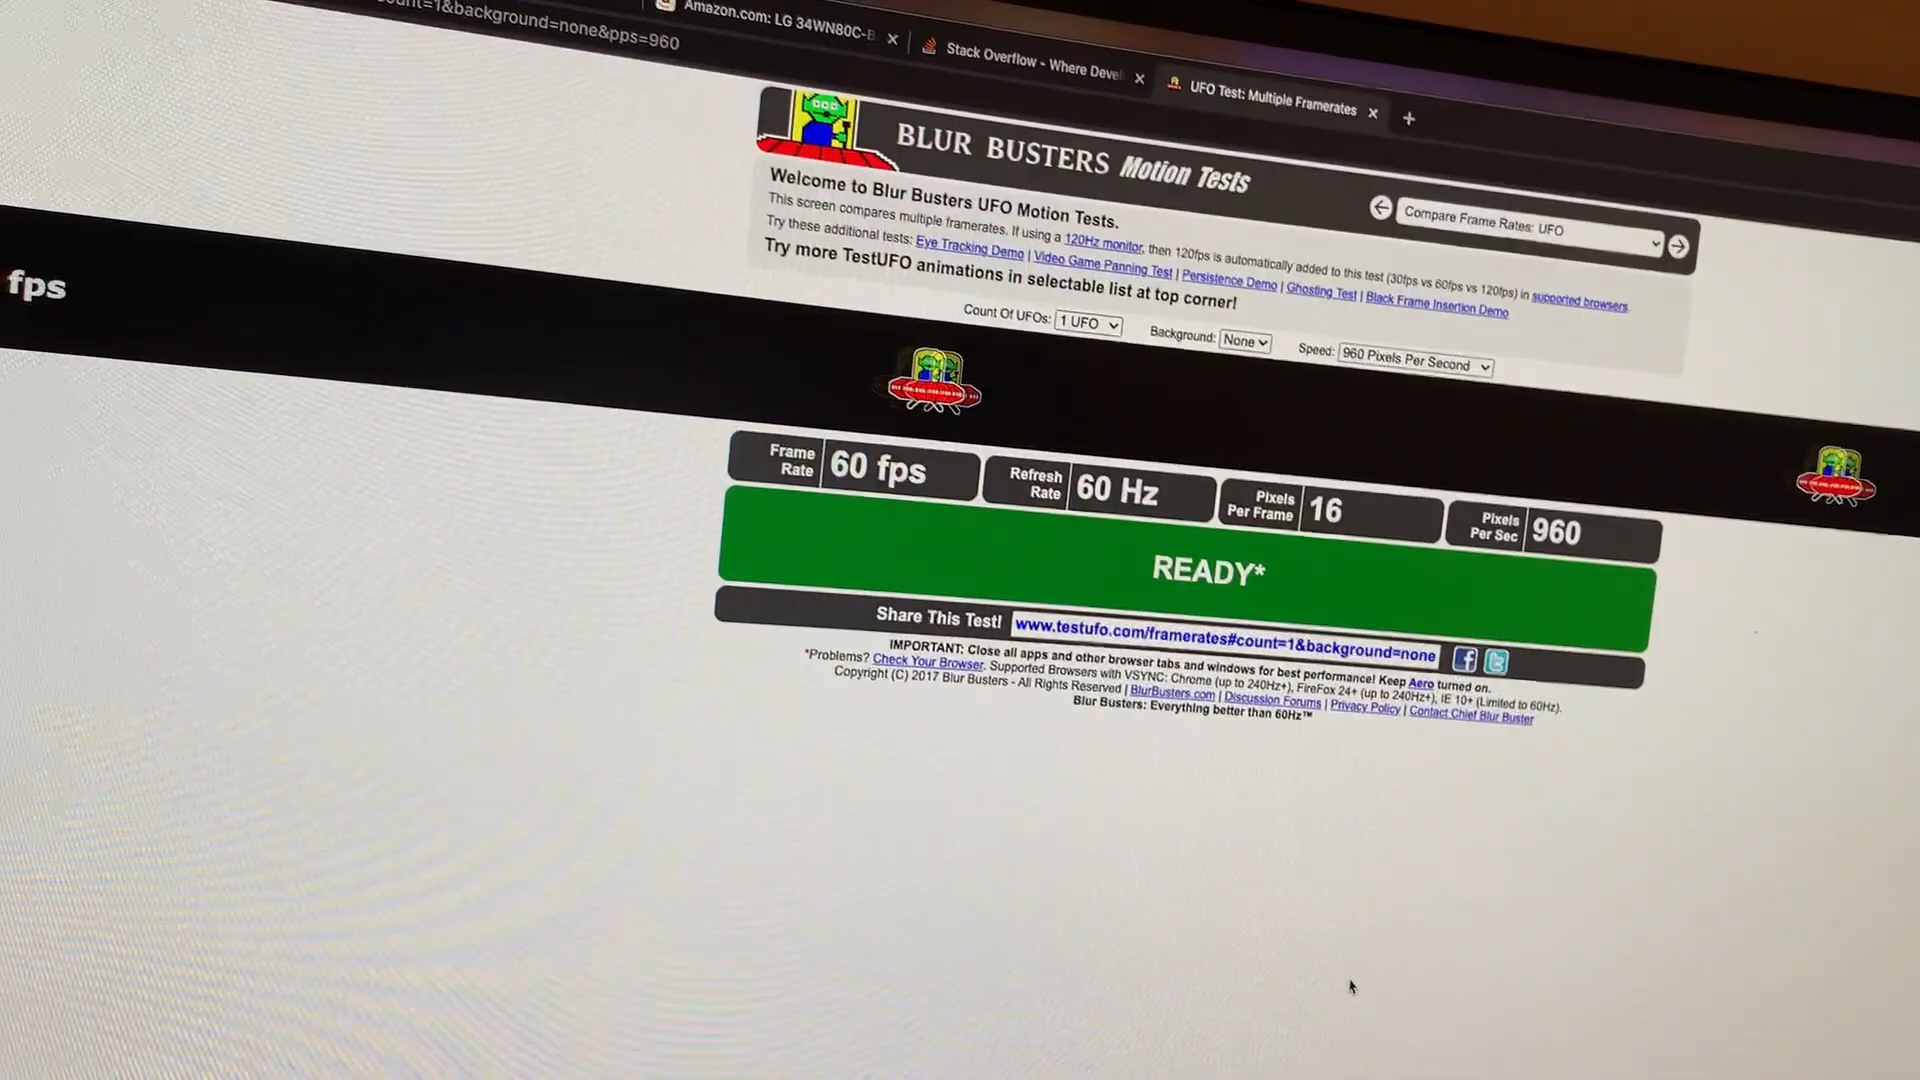 ount=1&background=none&pps=960
Amazon.com: LG 34WN80C-B
Stack Overflow - Where Devel
UFO Test: Multiple Framerates
BLUR BUSTERS Motion Tests
Compare Frame Rates: UFO
Welcome to Blur Busters UFO Motion Tests.
This screen compares multiple framerates. If using a 120Hz monitor, then 120fps is automatically added to this test (30fps vs 60fps vs 120fps) in supported browsers.
Try these additional tests: Eye Tracking Demo | Video Game Panning Test | Persistence Demo | Ghosting Test | Black Frame Insertion Demo
Try more TestUFO animations in selectable list at top corner!
Count Of UFOs: 1 UFO Background: None Speed: 960 Pixels Per Second
fps
Frame Rate 60 fps
Refresh Rate 60 Hz
Pixels Per Frame 16
Pixels Per Sec 960
READY*
Share This Test! www.testufo.com/framerates#count=1&background=none
IMPORTANT: Close all apps and other browser tabs and windows for best performance! Keep Aero turned on.
*Problems? Check Your Browser. Supported Browsers with VSYNC: Chrome (up to 240Hz+), FireFox 24+ (up to 240Hz+), IE 10+ (Limited to 60Hz).
Copyright (C) 2017 Blur Busters - All Rights Reserved | BlurBusters.com | Discussion Forums | Privacy Policy | Contact Chief Blur Buster
Blur Busters: Everything better than 60Hz™